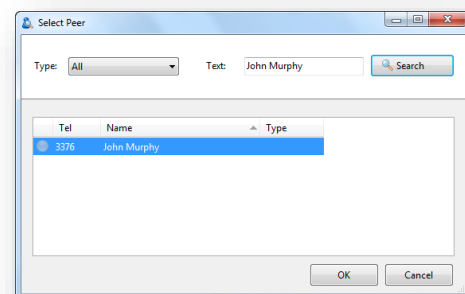 Select Peer
Type: All Text: John Murphy Search
Tel Name Type
3376 John Murphy
OK Cancel